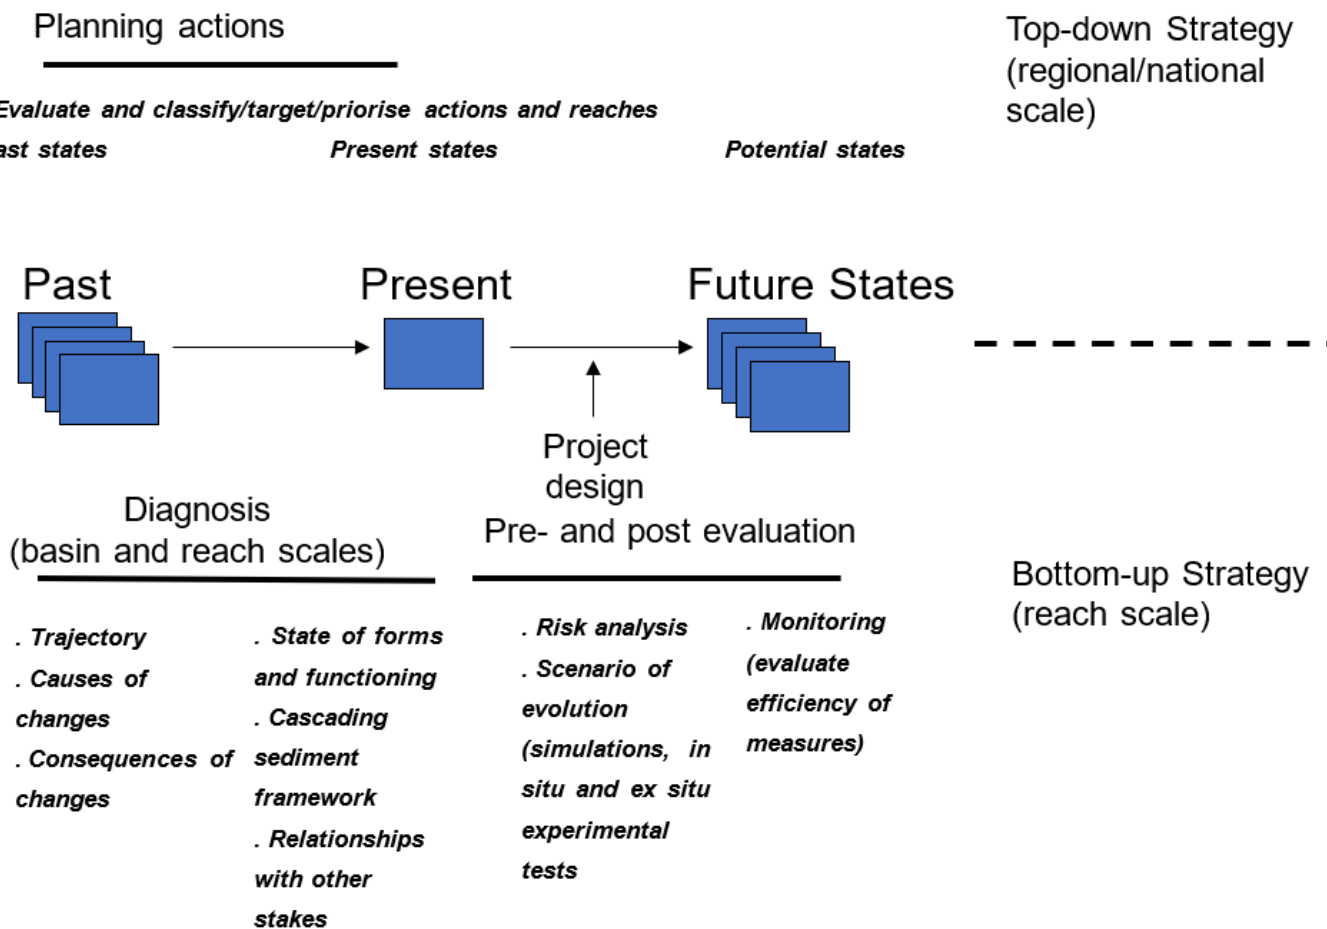 Planning actions
Top-down Strategy
(regional/national
scale)
Evaluate and classify/target/priorise actions and reaches
ast states
Present states
Potential states
Past
Present
Future States
Project
design
Diagnosis
(basin and reach scales)
Pre- and post evaluation
Bottom-up Strategy
(reach scale)
. Trajectory
. Causes of
changes
. Consequences of
changes
. State of forms
and functioning
. Cascading
sediment
framework
. Relationships
with other
stakes
. Risk analysis
. Scenario of
evolution
(simulations, in
situ and ex situ
experimental
tests
. Monitoring
(evaluate
efficiency of
measures)